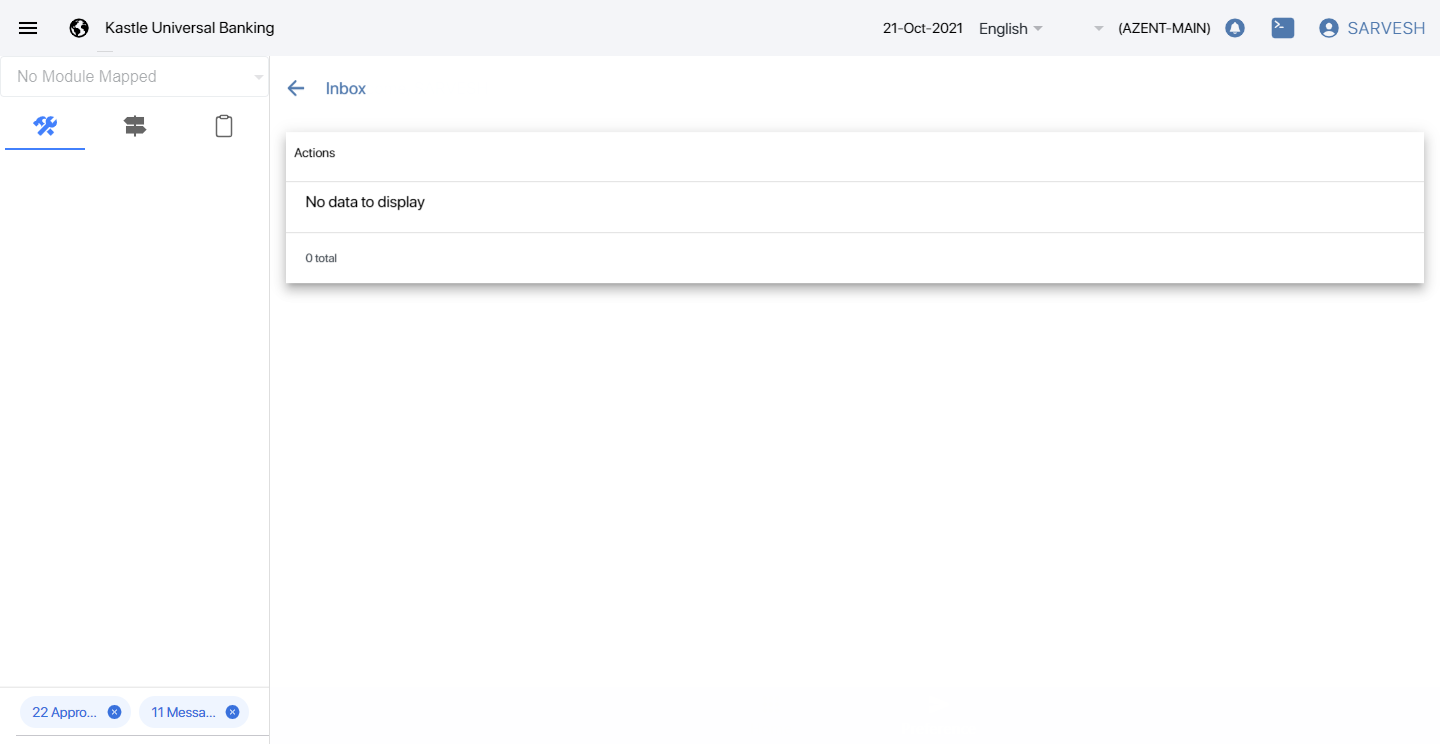 Kastle Universal Banking
21-Oct-2021 English (AZENT-MAIN) SARVESH
No Module Mapped
Inbox
Actions
No data to display
0 total
22 Appro... 11 Messa...